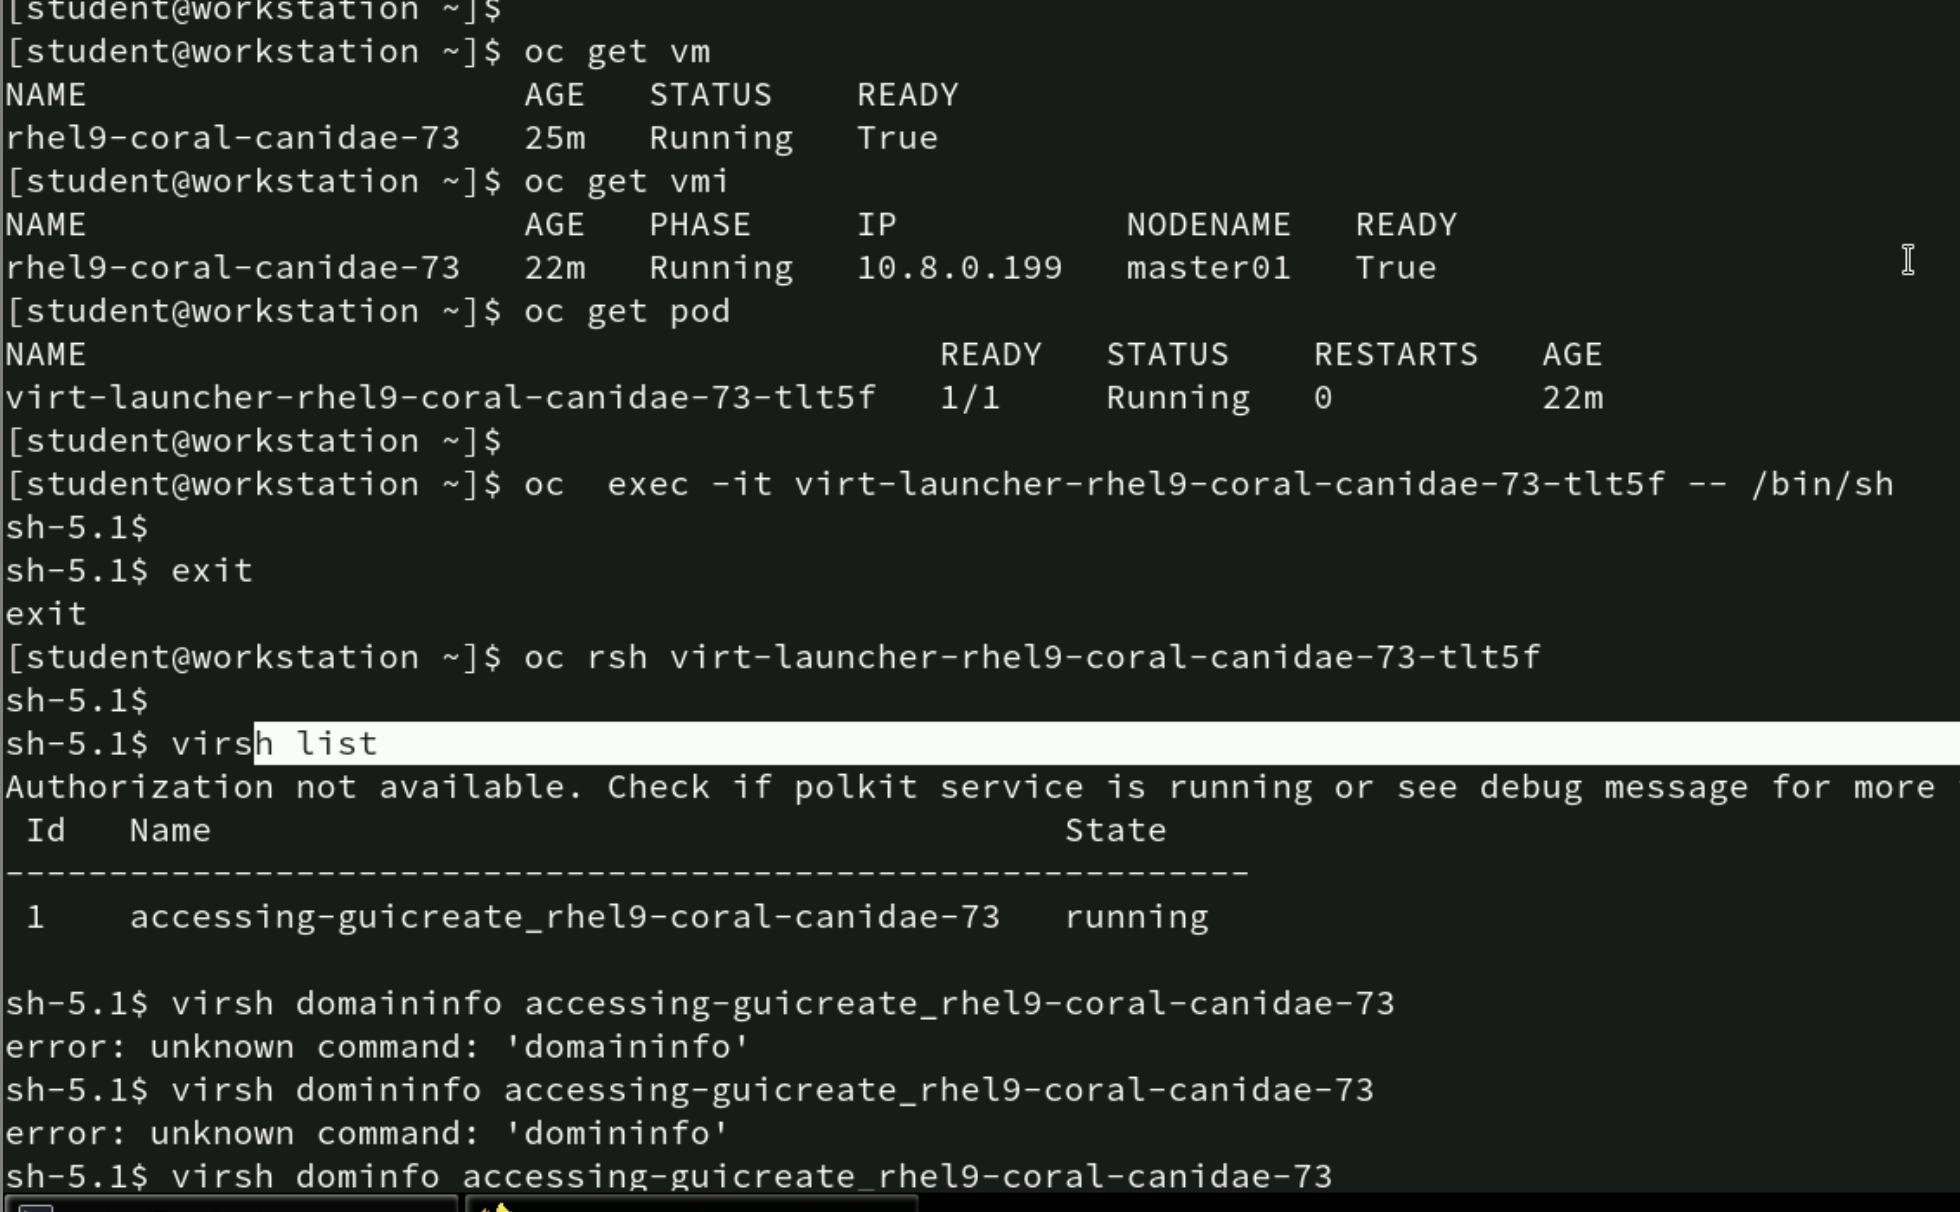 [student@workstation ~]$
[student@workstation ~]$ oc get vm
NAME                     AGE   STATUS    READY
rhel9-coral-canidae-73   25m   Running   True
[student@workstation ~]$ oc get vmi
NAME                     AGE   PHASE     IP           NODENAME   READY
rhel9-coral-canidae-73   22m   Running   10.8.0.199   master01   True
[student@workstation ~]$ oc get pod
NAME                                         READY   STATUS    RESTARTS   AGE
virt-launcher-rhel9-coral-canidae-73-tlt5f   1/1     Running   0          22m
[student@workstation ~]$
[student@workstation ~]$ oc  exec -it virt-launcher-rhel9-coral-canidae-73-tlt5f -- /bin/sh
sh-5.1$
sh-5.1$ exit
exit
[student@workstation ~]$ oc rsh virt-launcher-rhel9-coral-canidae-73-tlt5f
sh-5.1$
sh-5.1$ virsh list
Authorization not available. Check if polkit service is running or see debug message for more
 Id   Name                                         State
------------------------------------------------------------
 1    accessing-guicreate_rhel9-coral-canidae-73   running
sh-5.1$ virsh domaininfo accessing-guicreate_rhel9-coral-canidae-73
error: unknown command: 'domaininfo'
sh-5.1$ virsh domininfo accessing-guicreate_rhel9-coral-canidae-73
error: unknown command: 'domininfo'
sh-5.1$ virsh dominfo accessing-guicreate_rhel9-coral-canidae-73